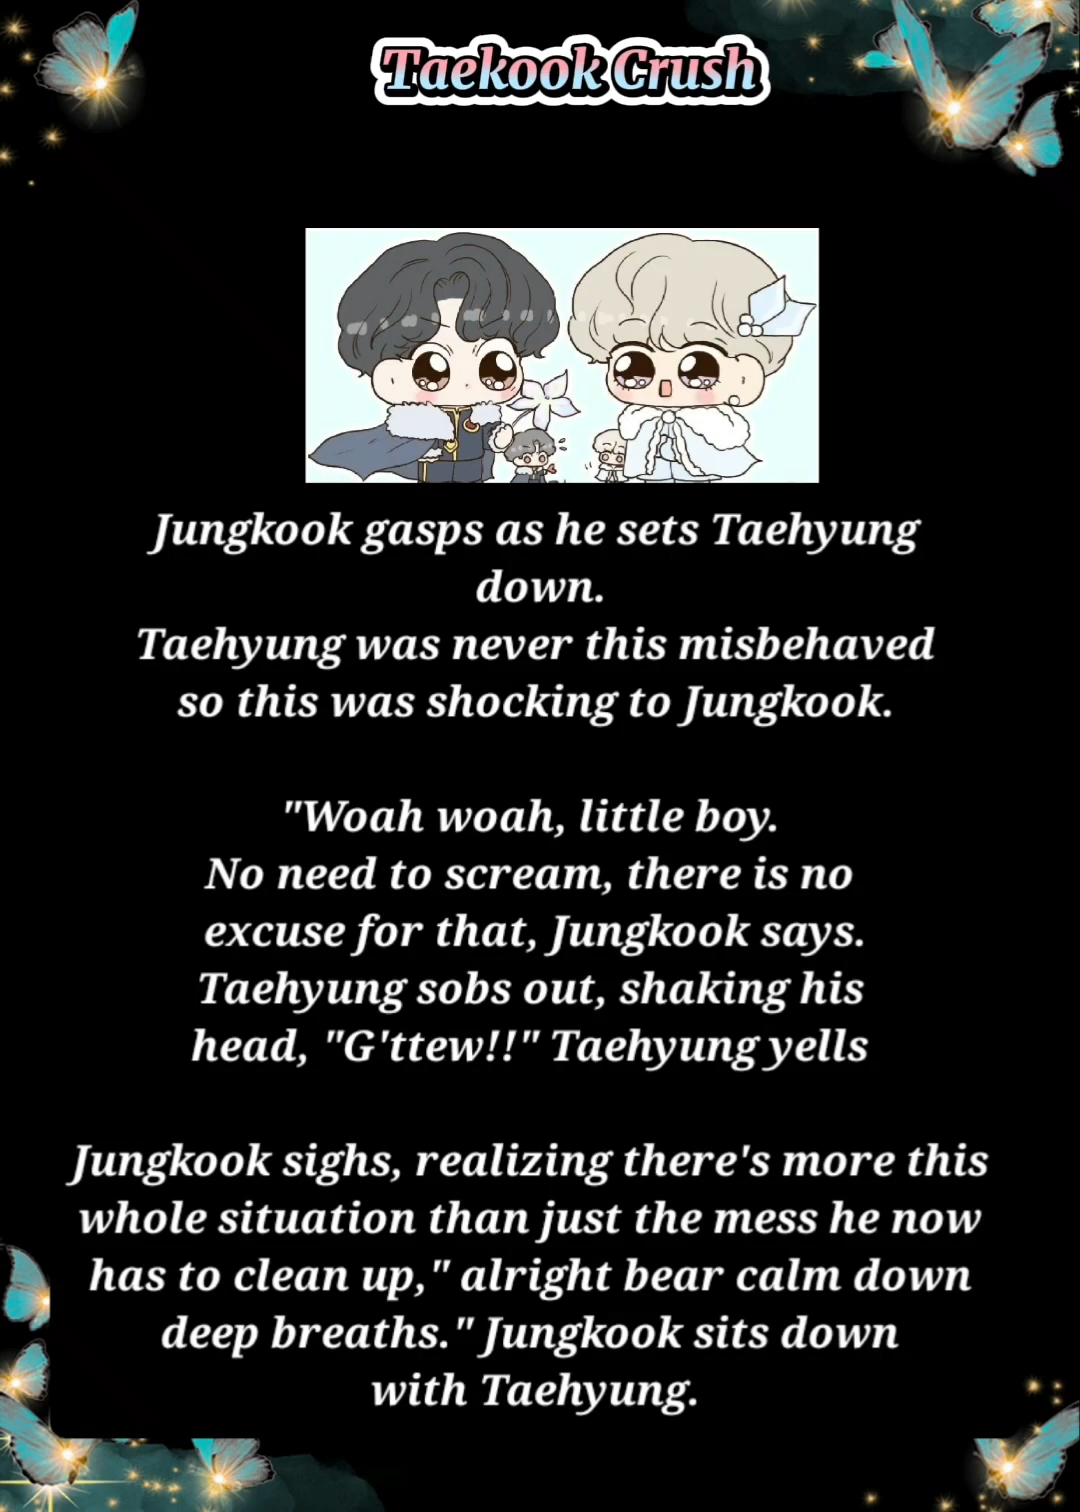 Taekook Crush
Jungkook gasps as he sets Taehyung
down.
Taehyung was never this misbehaved
so this was shocking to Jungkook.
"Woah woah, little boy.
No need to scream, there is no
excuse for that, Jungkook says.
Taehyung sobs out, shaking his
head, "G'ttew!!" Taehyung yells
Jungkook sighs, realizing there's more this
whole situation than just the mess he now
has to clean up," alright bear calm down
deep breaths." Jungkook sits down
with Taehyung.